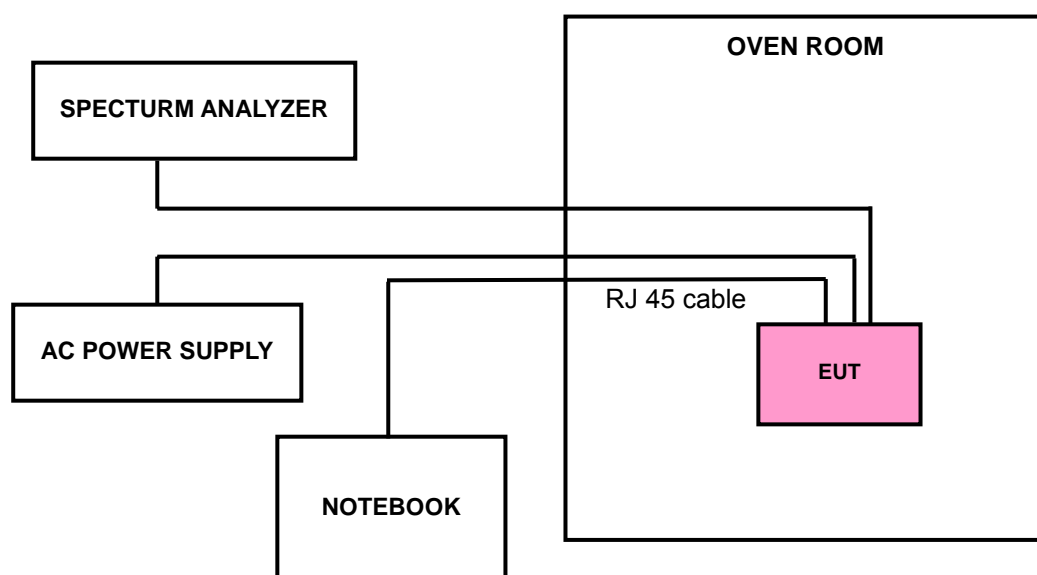 OVEN ROOM
SPECTURM ANALYZER
RJ 45 cable
AC POWER SUPPLY
EUT
NOTEBOOK